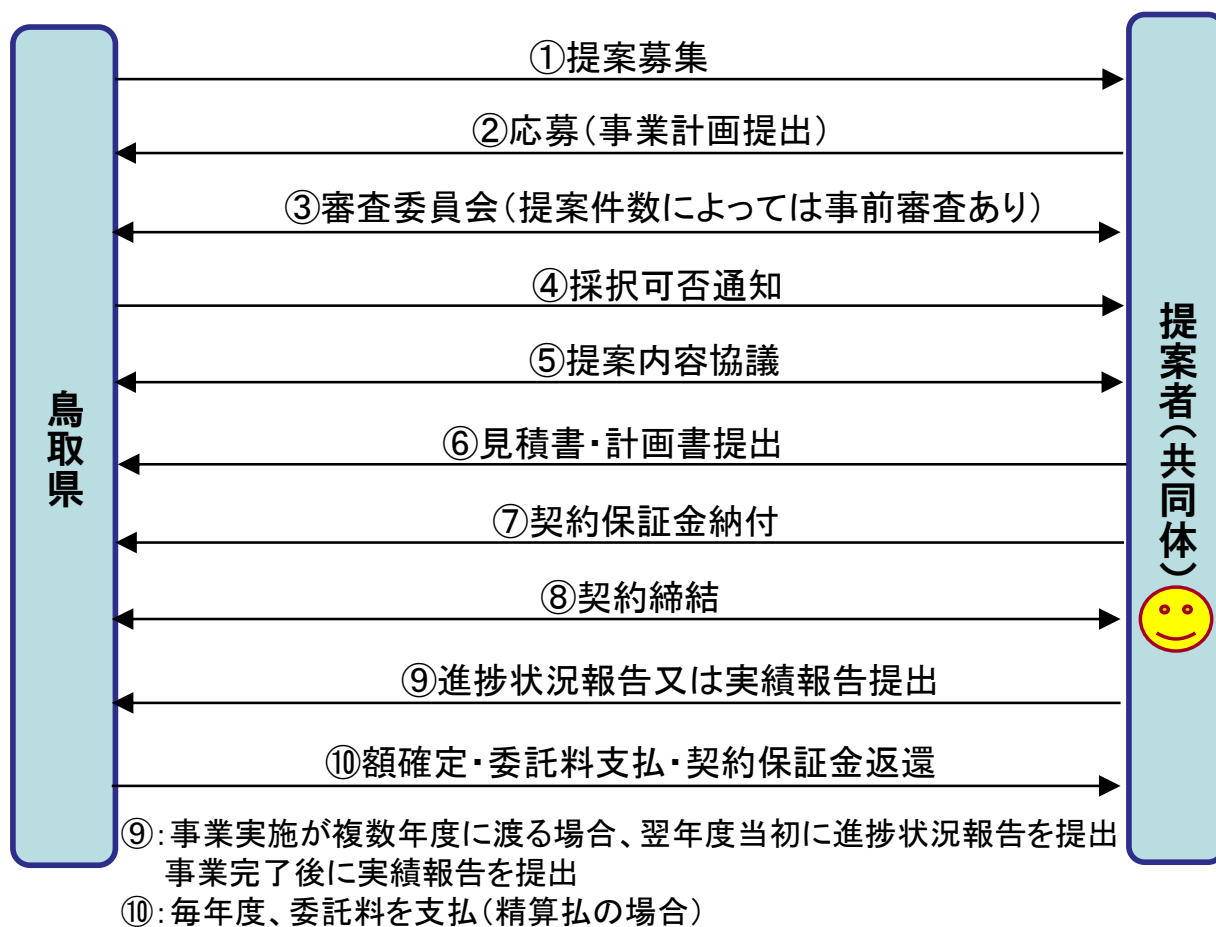 ①提案募集
②応募（事業計画提出）
③審査委員会（提案件数によっては事前審査あり）
④採択可否通知
⑤提案内容協議
⑥見積書・計画書提出
⑦契約保証金納付
⑧契約締結
⑨進捗状況報告又は実績報告提出
⑩額確定・委託料支払・契約保証金返還
鳥取県
提案者（共同体）
⑨：事業実施が複数年度に渡る場合、翌年度当初に進捗状況報告を提出
事業完了後に実績報告を提出
⑩：毎年度、委託料を支払（精算払の場合）